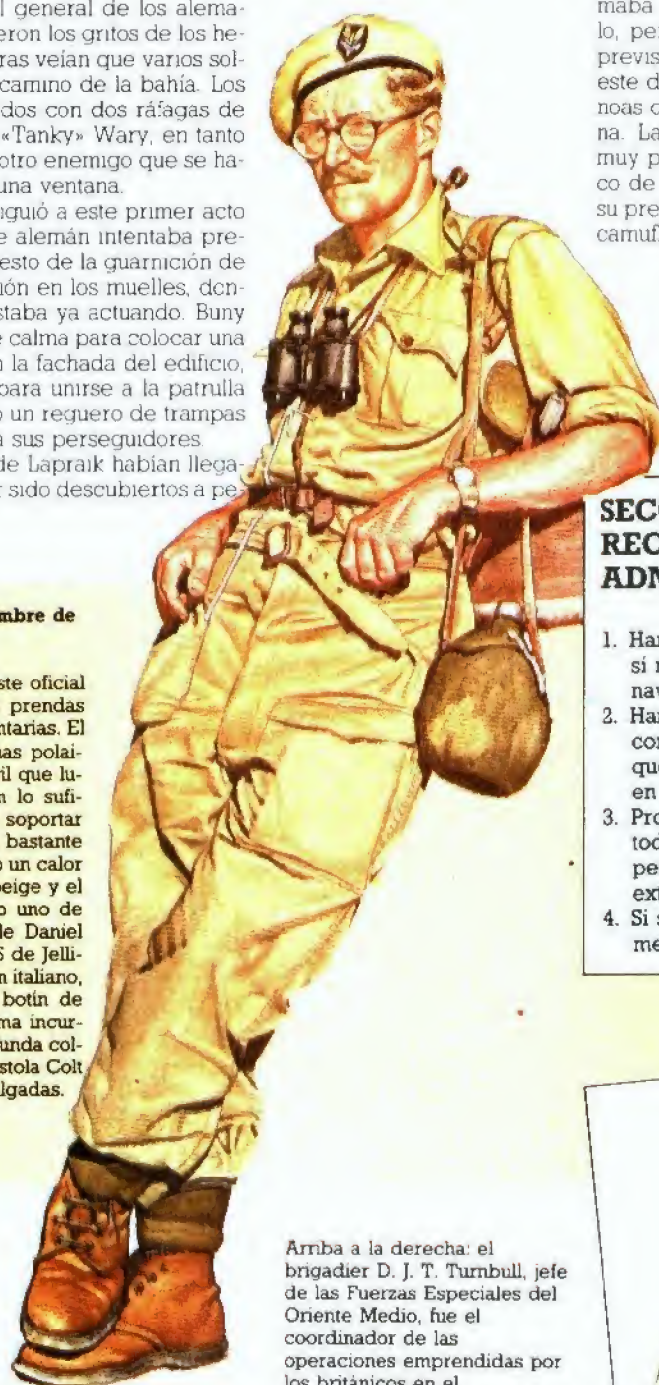 l general de los alema-
eron los gritos de los he-
ras veían que varios sol-
camino de la bahía. Los
dos con dos ráfagas de
«Tanky» Wary, en tanto
otro enemigo que se ha-
una ventana.
guió a este primer acto
e alemán intentaba pre-
esto de la guarnición de
ión en los muelles, don-
staba ya actuando. Buny
e calma para colocar una
n la fachada del edificio,
para unirse a la patrulla
o un reguero de trampas
a sus perseguidores.
de Lapraik habían llega-
r sido descubiertos a pe-
mbre de
ste oficial
prendas
ntarias. El
nas polai-
il que lu-
n lo sufi-
soportar
bastante
o un calor
eige y el
o uno de
le Daniel
S de Jelli-
n italiano,
botín de
ma incur-
unda col-
stola Colt
lgadas.
Arriba a la derecha: el
brigadier D. J. T. Turnbull, jefe
de las Fuerzas Especiales del
Oriente Medio, fue el
coordinador de las
operaciones emprendidas por
los británicos en el
maba
lo, pe
previs
este d
noas c
na. La
muy p
co de
su pre
camuf
SEC
REC
ADM
1. Har
si r
nav
2. Har
con
que
en
3. Pro
tod
pe
ext
4. Si s
me